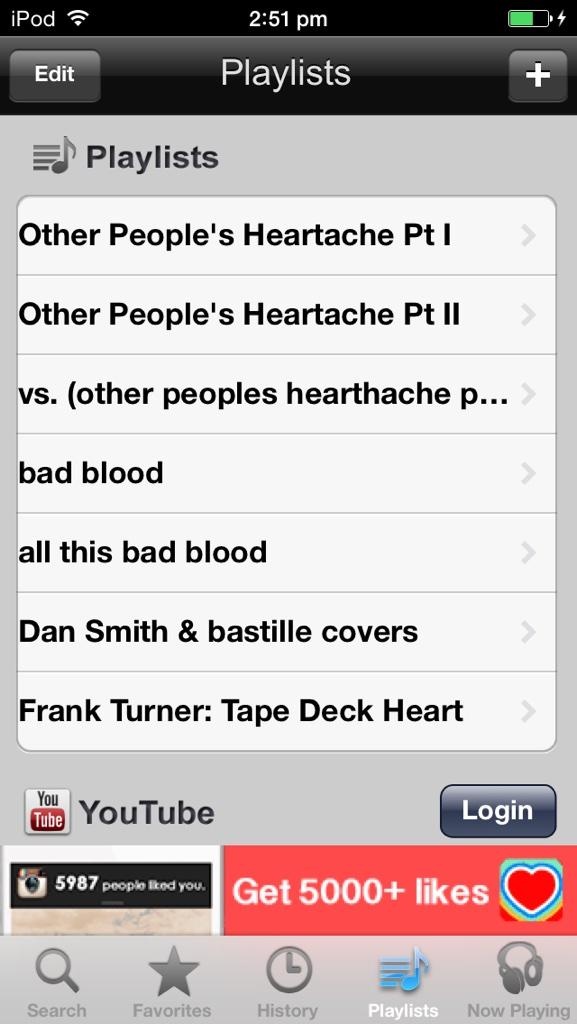 iPod 2:51 pm
Edit Playlists +
Playlists
Other People's Heartache Pt I
Other People's Heartache Pt II
vs. (other peoples hearthache p...
bad blood
all this bad blood
Dan Smith & bastille covers
Frank Turner: Tape Deck Heart
You Tube YouTube Login
5987 people liked you. Get 5000+ likes
Search Favorites History Playlists Now Playing